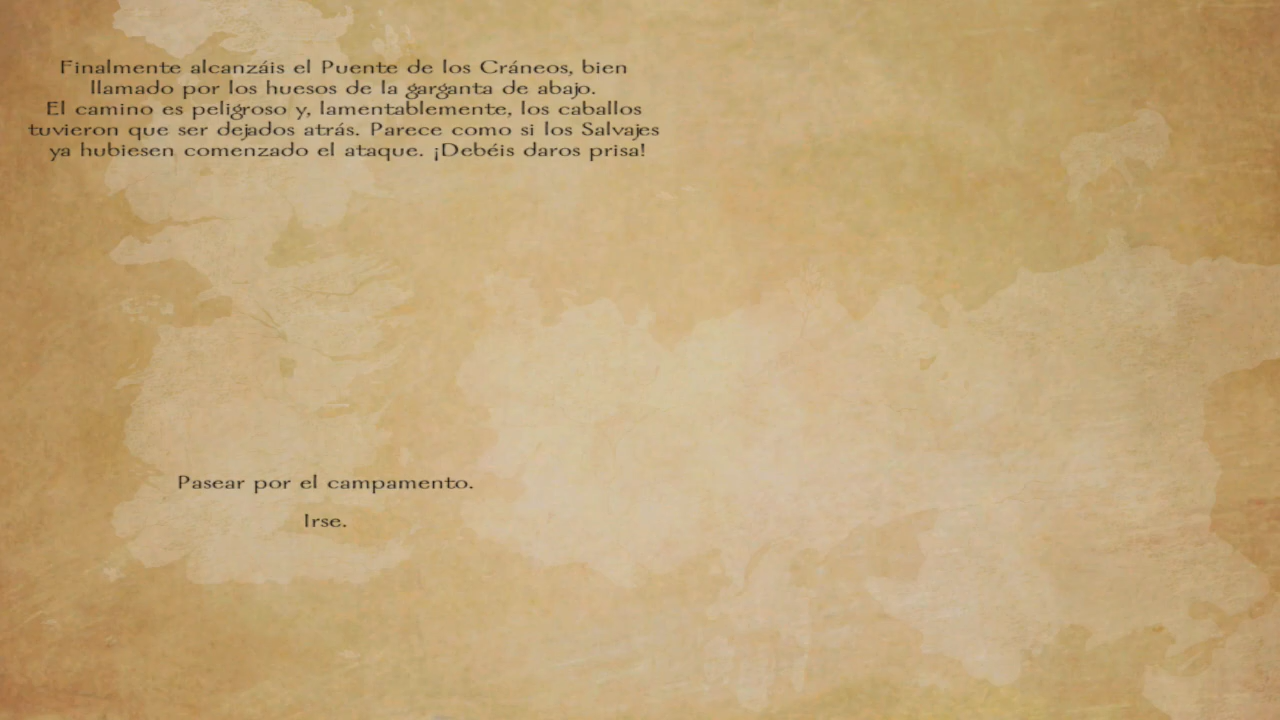 Finalmente alcanzáis el Puente de los Cráneos, bien
llamado por los huesos de la garganta de abajo.
El camino es peligroso y, lamentablemente, los caballos
tuvieron que ser dejados atrás. Parece como si los Salvajes
ya hubiesen comenzado el ataque. ¡Debéis daros prisa!
Pasear por el campamento.
Irse.